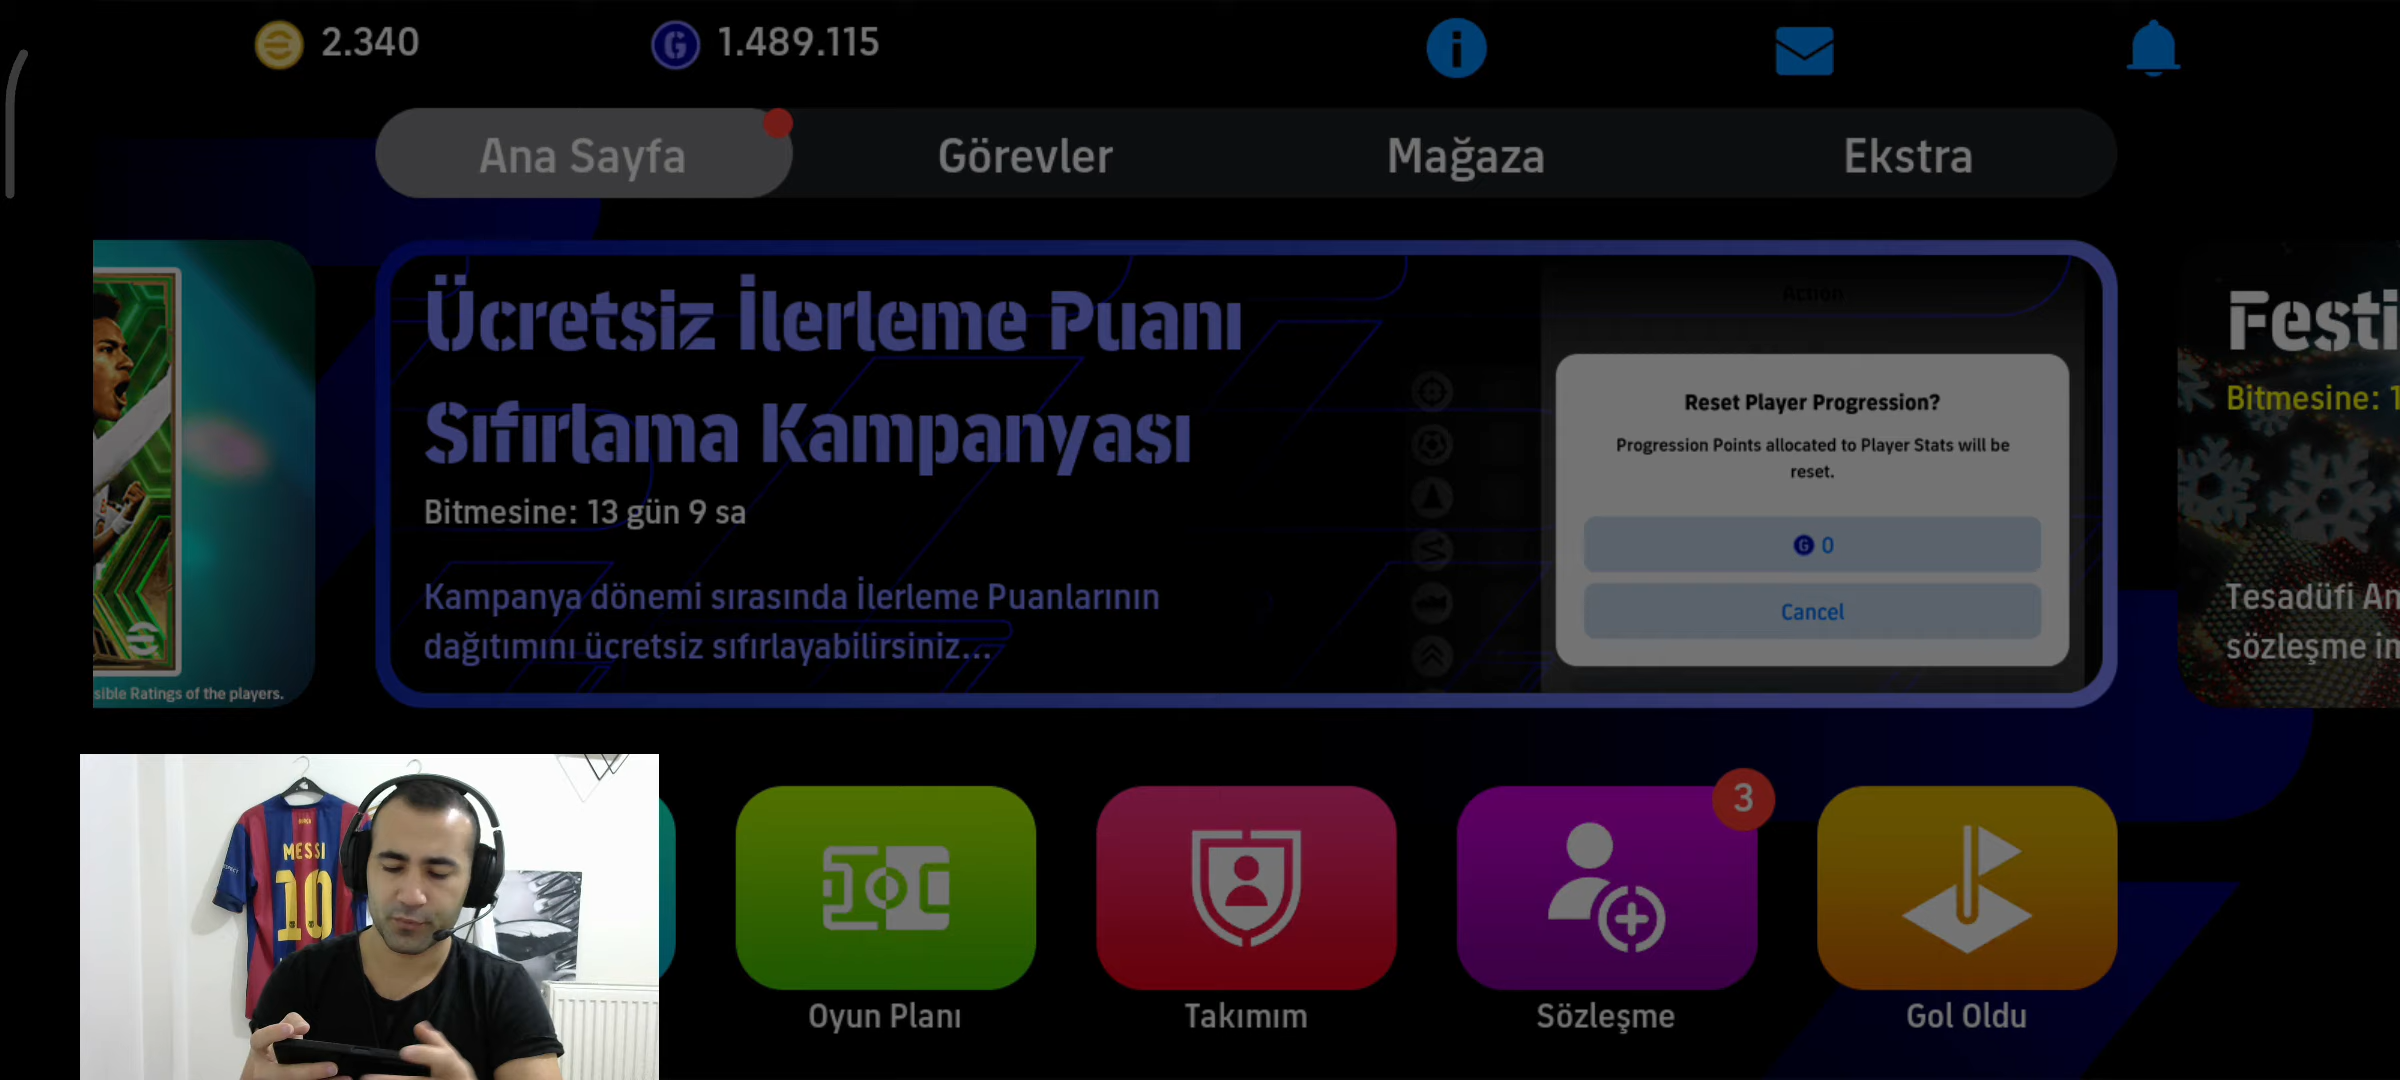 2.340
1.489.115
Ana Sayfa
Görevler
Mağaza
Ekstra
Ücretsiz İlerleme Puanı
Sıfırlama Kampanyası
Bitmesine: 13 gün 9 sa
Kampanya dönemi sırasında İlerleme Puanlarının
dağıtımını ücretsiz sıfırlayabilirsiniz...
Action
Reset Player Progression?
Progression Points allocated to Player Stats will be
reset.
G 0
Cancel
sible Ratings of the players.
Festi
Bitmesine: 1
Tesadüfi An
sözleşme im
MESSI
10
3
Oyun Planı
Takımım
Sözleşme
Gol Oldu